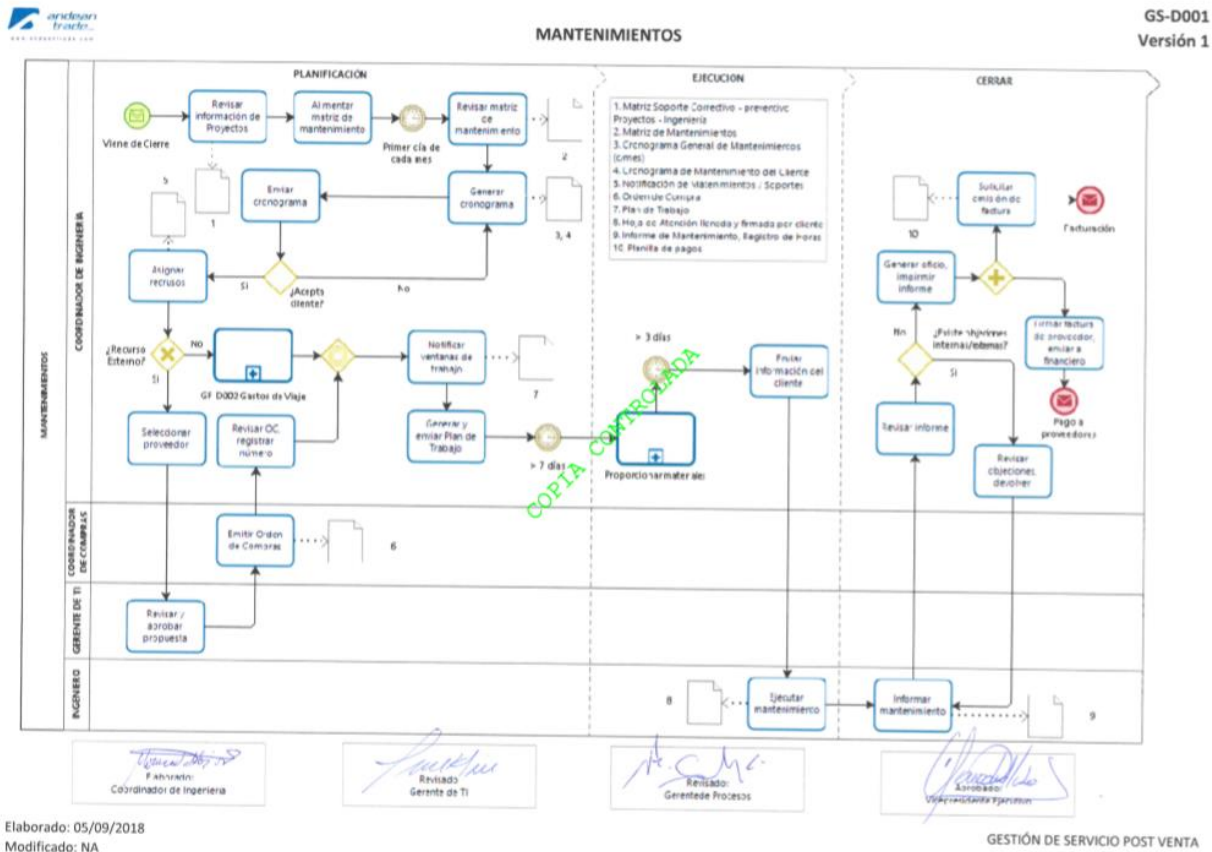 andean
trade
MANTENIMIENTOS
GS-D001
Versión 1
MANTENIMIENTOS
COORDINADOR DE INGENIERÍA
COORDINADOR
DE COMPRAS
GERENTE DE TI
INGENIERO
PLANIFICACIÓN
EJECUCION
CERRAR
Viene de Cierre
Revisar
información de
Proyectos
1
Alimentar
matriz de
mantenimiento
Primer día de
cada mes
Revisar matriz
de
mantenimiento
2
Generar
cronograma
3, 4
Enviar
cronograma
¿Acepta
cliente?
Si
No
5
Asignar
recrusos
¿Recurso
Externo?
NO
Si
GF D002 Gastos de Viaje
Seleccionar
proveedor
Revisar OC,
registrar
número
Notificar
ventanas de
trabajo
7
Generar y
enviar Plan de
Trabajo
> 7 días
Emitir Orden
de Compras
6
Revisar /
aprobar
propuesta
1. Matriz Soporte Correctivo - preventivo
Proyectos - Ingeniería
2. Matriz de Mantenimientos
3. Cronograma General de Mantenimientos
4. Cronograma de Mantenimiento del Cliente
5. Notificación de / Soportes
6. Orden de Compra
7. Plan de Trabajo
8. Hoja de Atención llenada y firmada por cliente
9. Informe de Mantenimiento, Registro de Horas
10. Planilla de pagos
> 3 días
Proporcionar materiales
Enviar
información del
cliente
8
Ejecutar
mantenimiento
Informar
mantenimiento
9
Revisar informe
¿Existe objeciones
internas/externas?
No
Si
Revisar
objeciones,
devolver
Generar oficio,
imprimir
informe
10
Solicitar
emisión de
factura
Facturación
Firmar factura
de proveedor,
enviar a
financiero
Pago a
proveedores
COPIA CONTROLADA
Elaborado:
Coordinador de Ingeniería
Revisado
Gerente de TI
Revisado:
Gerente de Procesos
Aprobado:
Vicepresidente Ejecutivo
Elaborado: 05/09/2018
Modificado: NA
GESTIÓN DE SERVICIO POST VENTA